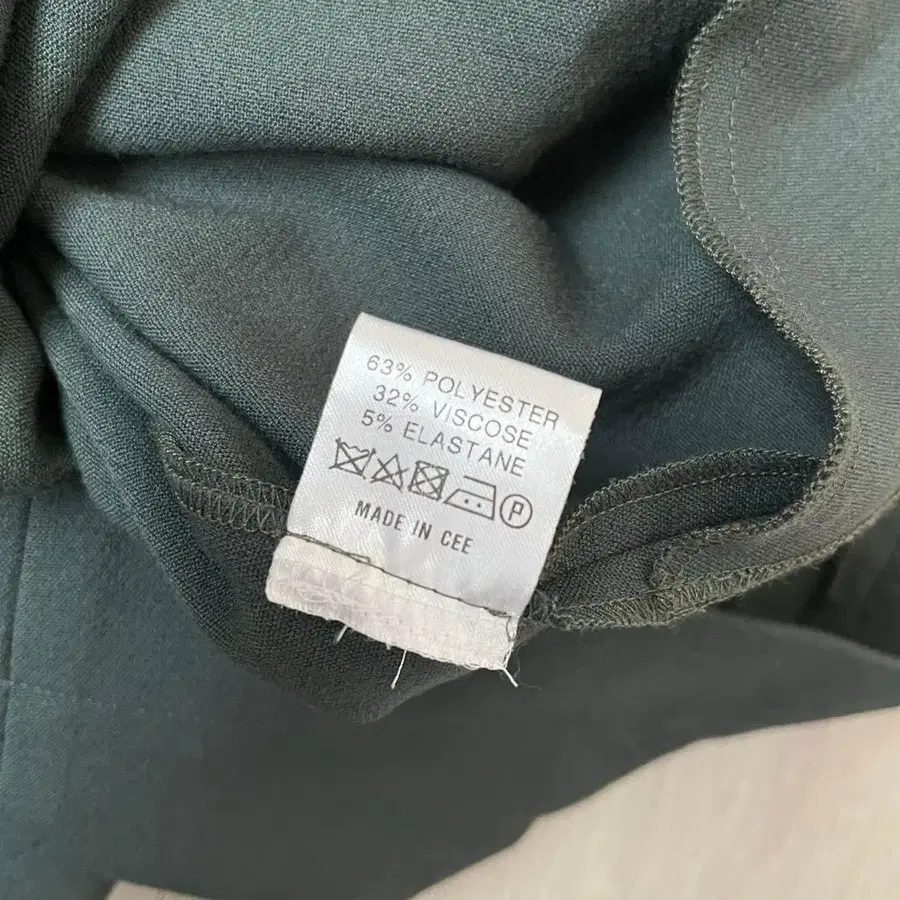 63% POLYESTER
32% VISCOSE
5% ELASTANE
P
MADE IN CEE